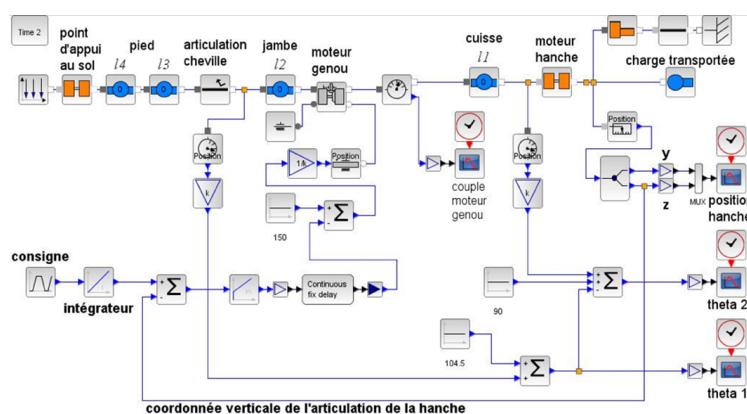 Time 2
point
d'appui
au sol
pied
l4
l3
articulation
cheville
jambe
l2
moteur
genou
cuisse
l1
moteur
hanche
charge transportée
Position
Position
Position
Position
k
1/k
k
couple
moteur
genou
y
z
MUX
position
hanche
150
consigne
intégrateur
Continuous
fix delay
90
theta 2
104.5
theta 1
coordonnée verticale de l'articulation de la hanche